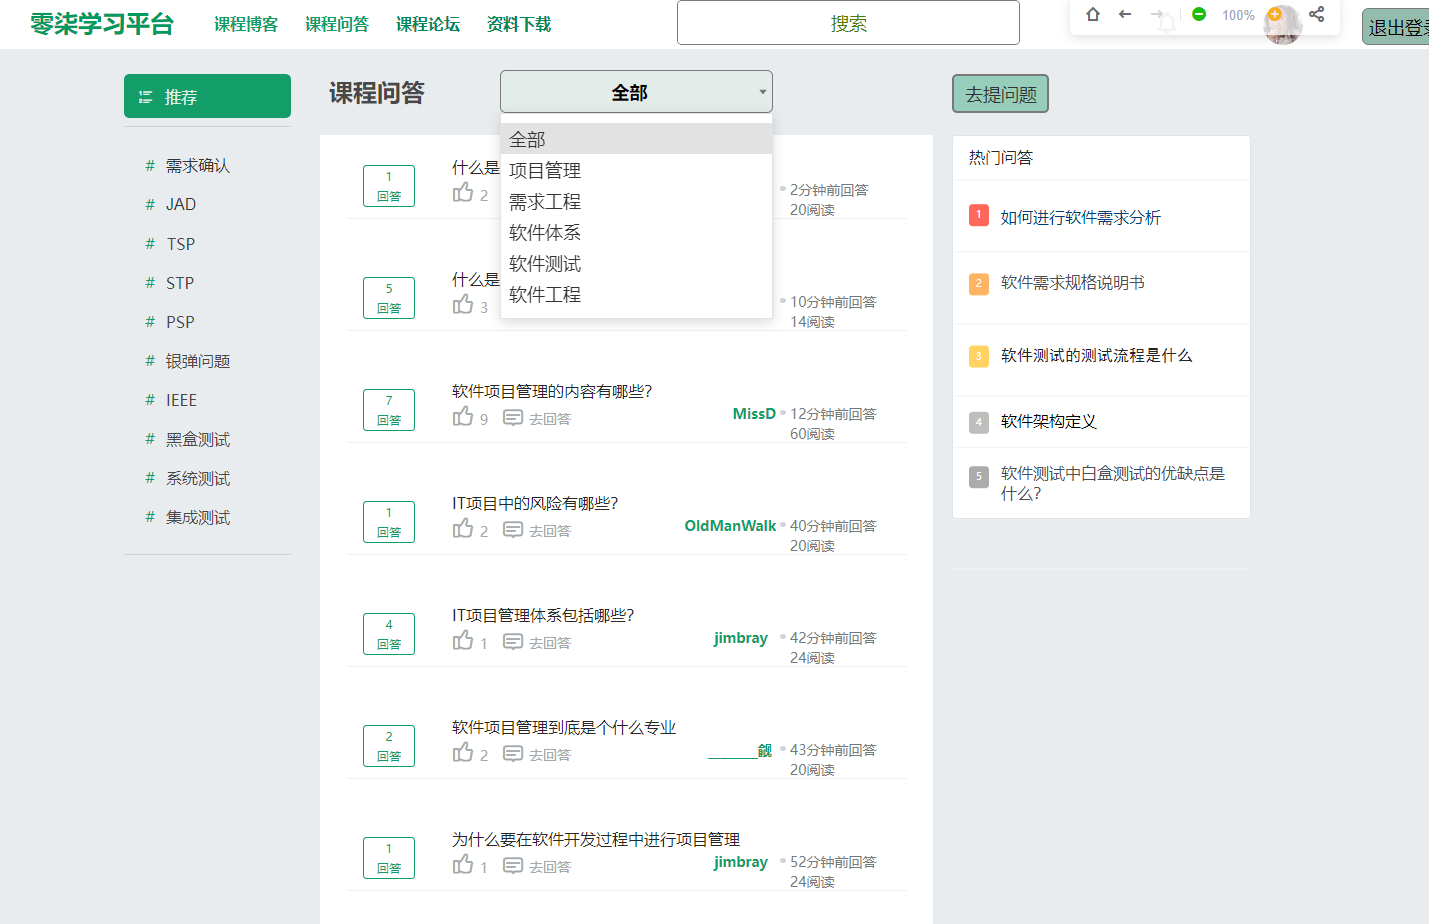 零柒学习平台
课程博客
课程问答
课程论坛
资料下载
搜索
100%
退出登
推荐
# 需求确认
# JAD
# TSP
# STP
# PSP
# 银弹问题
# IEEE
# 黑盒测试
# 系统测试
# 集成测试
课程问答
全部
全部
项目管理
需求工程
软件体系
软件测试
软件工程
1
回答
什么是
2
2分钟前回答
20阅读
5
回答
什么是
3
10分钟前回答
14阅读
7
回答
软件项目管理的内容有哪些?
9
去回答
MissD
12分钟前回答
60阅读
1
回答
IT项目中的风险有哪些?
2
去回答
OldManWalk
40分钟前回答
20阅读
4
回答
IT项目管理体系包括哪些?
1
去回答
jimbray
42分钟前回答
24阅读
2
回答
软件项目管理到底是个什么专业
2
去回答
43分钟前回答
20阅读
1
回答
为什么要在软件开发过程中进行项目管理
1
去回答
jimbray
52分钟前回答
24阅读
去提问题
热门问答
1 如何进行软件需求分析
2 软件需求规格说明书
3 软件测试的测试流程是什么
4 软件架构定义
5 软件测试中白盒测试的优缺点是
什么?